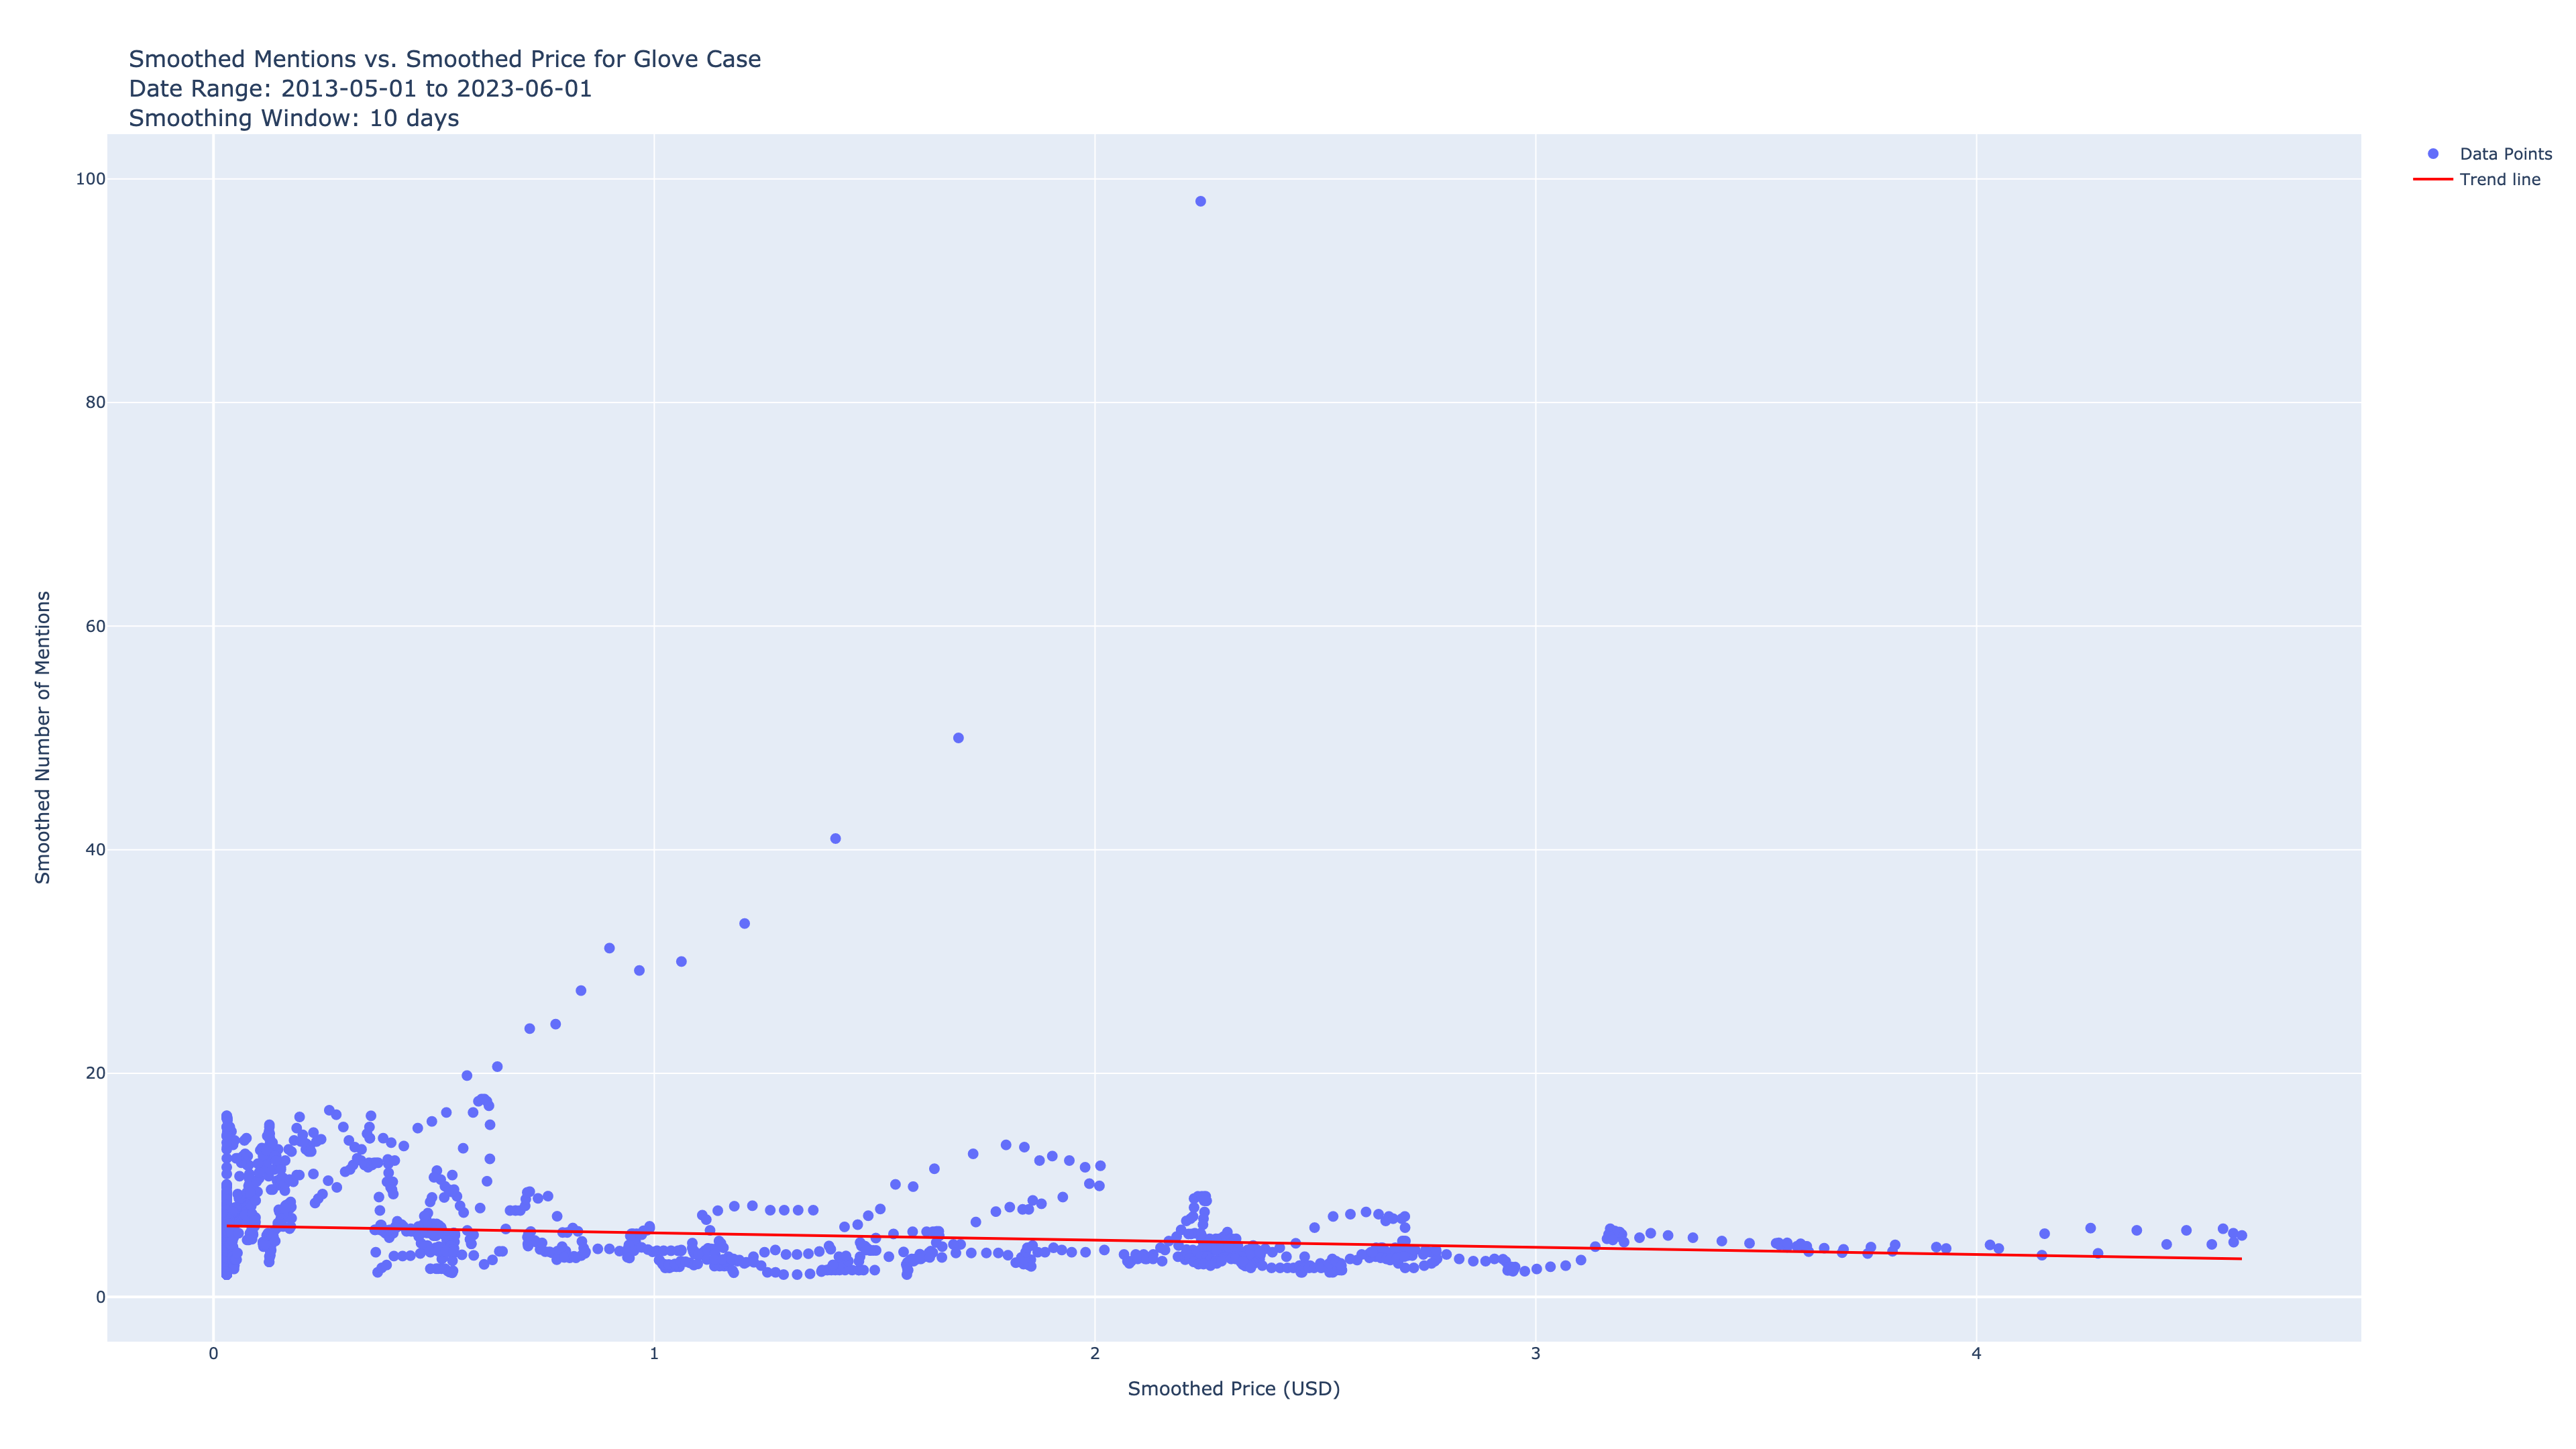 Smoothed Mentions vs. Smoothed Price for Glove Case
Date Range: 2013-05-01 to 2023-06-01
Smoothing Window: 10 days
Data Points
Trend line
100
80
60
40
20
0
Smoothed Number of Mentions
0
1
2
3
4
Smoothed Price (USD)